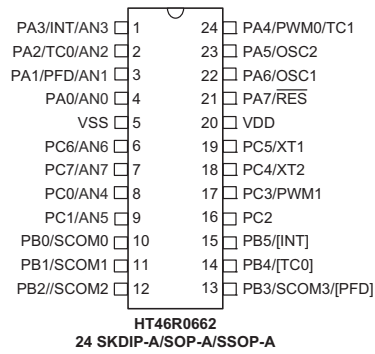 PA3/INT/AN3 1 24 PA4/PWM0/TC1
PA2/TC0/AN2 2 23 PA5/OSC2
PA1/PFD/AN1 3 22 PA6/OSC1
PA0/AN0 4 21 PA7/RES
VSS 5 20 VDD
PC6/AN6 6 19 PC5/XT1
PC7/AN7 7 18 PC4/XT2
PC0/AN4 8 17 PC3/PWM1
PC1/AN5 9 16 PC2
PB0/SCOM0 10 15 PB5/[INT]
PB1/SCOM1 11 14 PB4/[TC0]
PB2//SCOM2 12 13 PB3/SCOM3/[PFD]
HT46R0662
24 SKDIP-A/SOP-A/SSOP-A